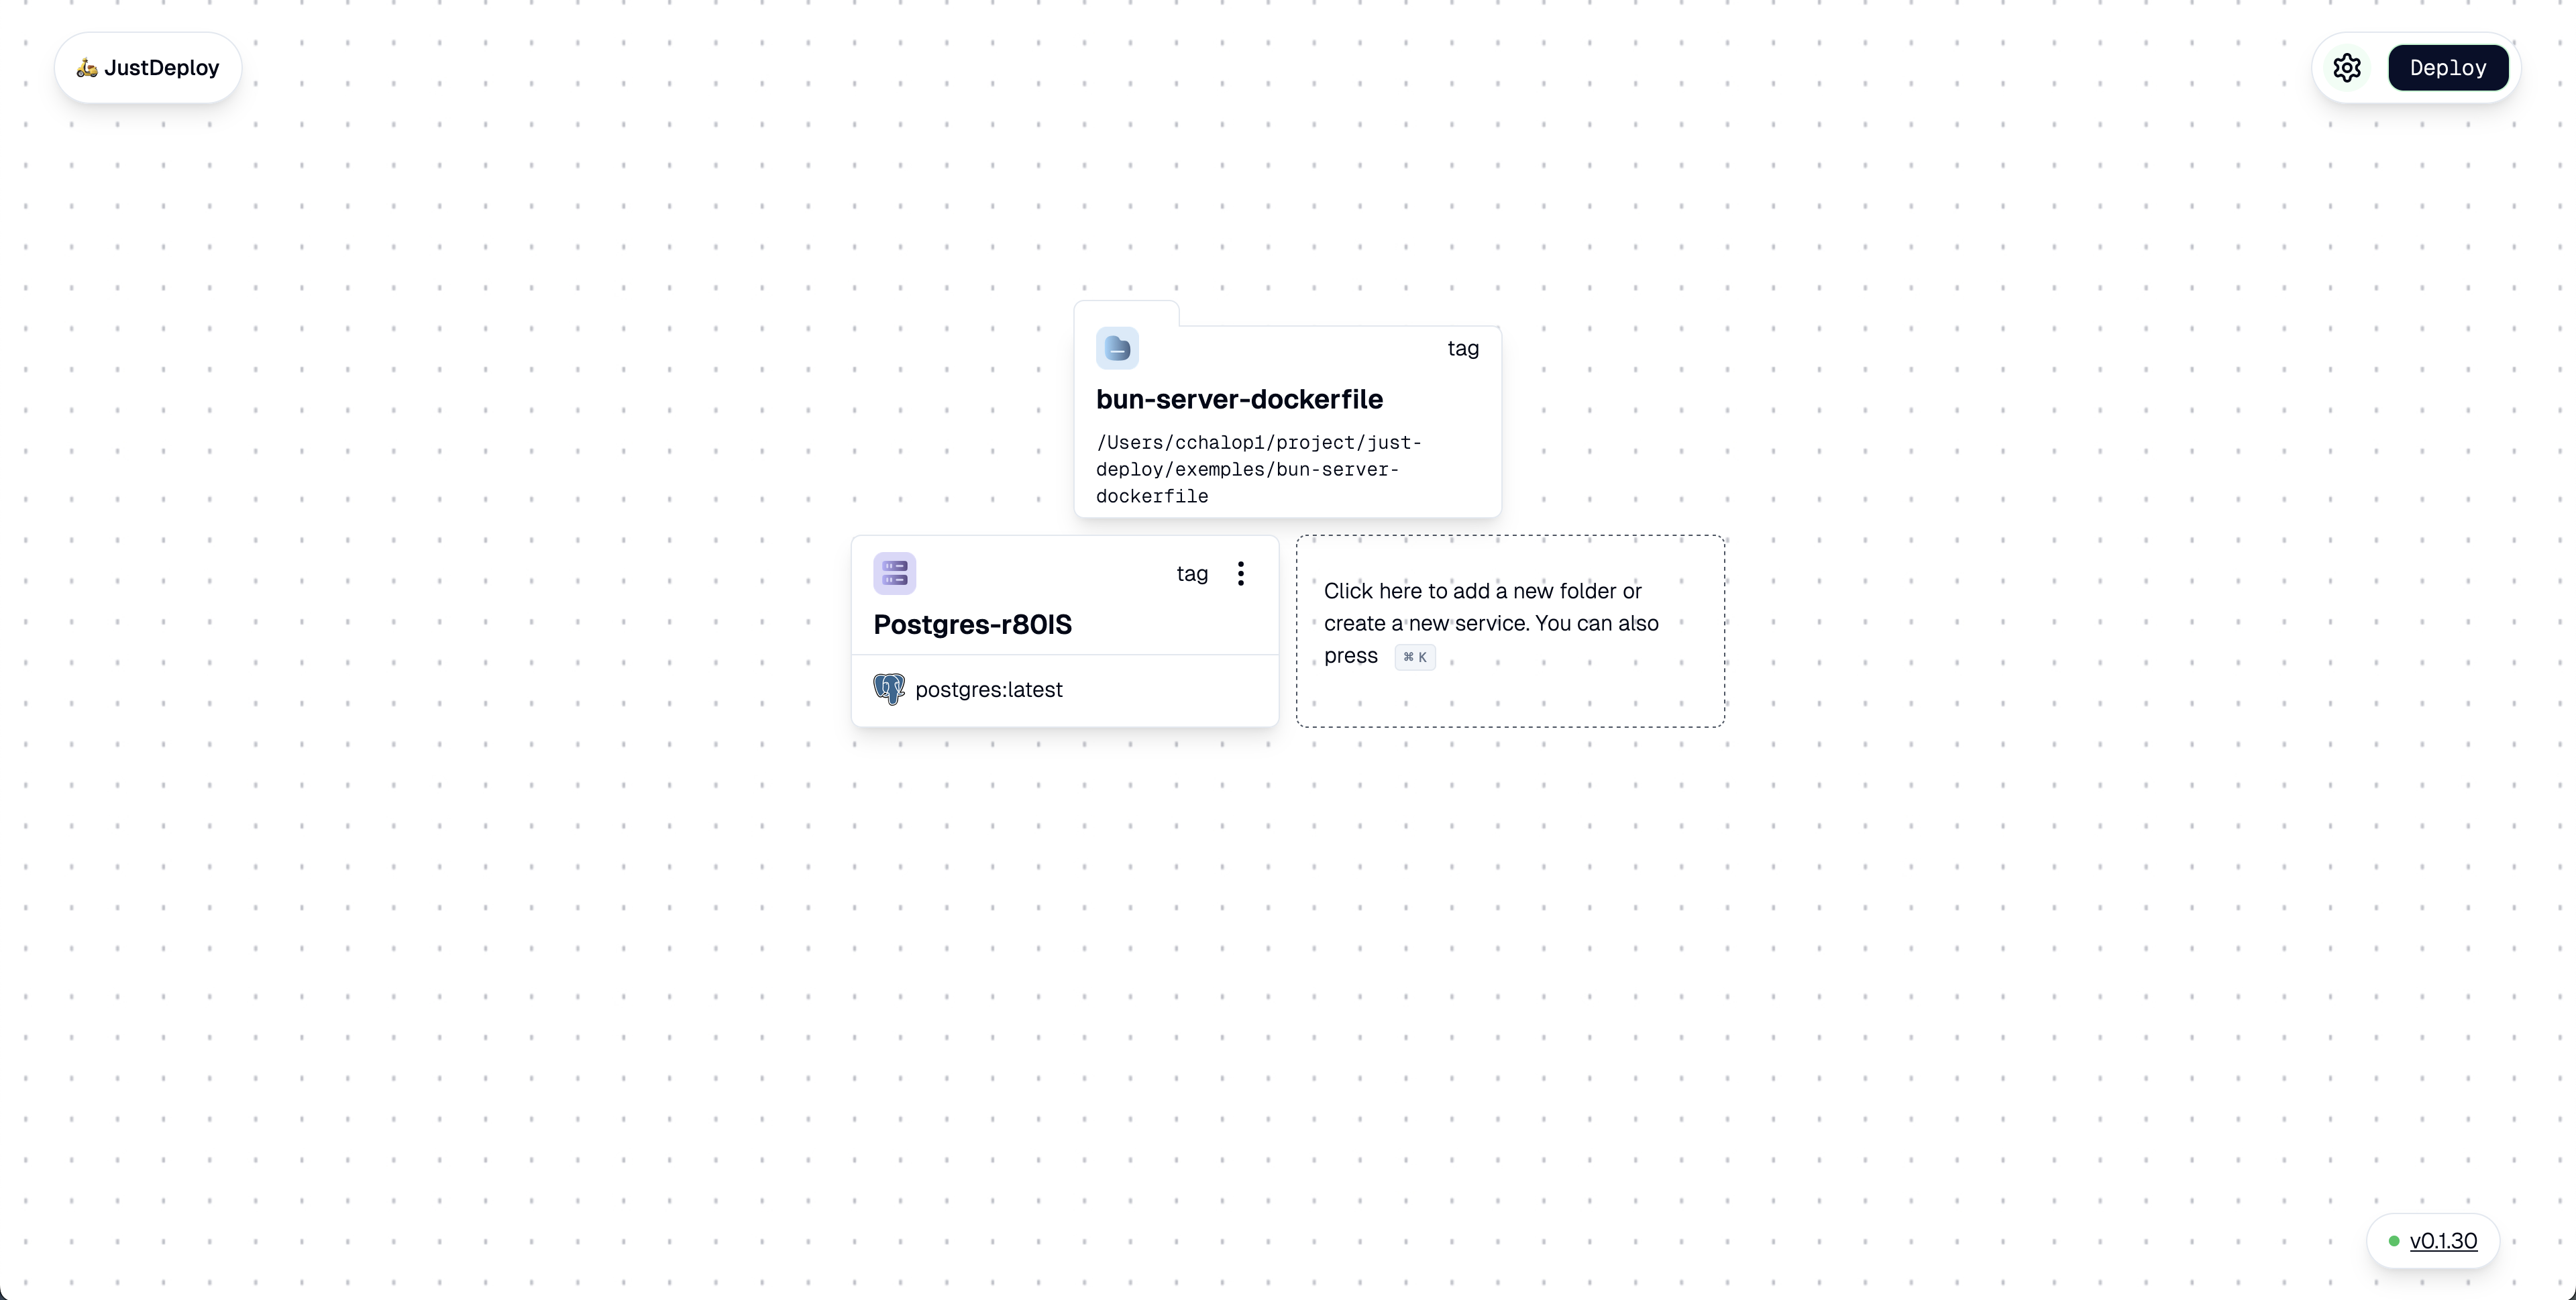 JustDeploy
Deploy
tag
bun-server-dockerfile
/Users/cchalop1/project/just-
deploy/exemples/bun-server-
dockerfile
tag
Postgres-r80IS
postgres:latest
Click here to add a new folder or
create a new service. You can also
press ⌘ K
v0.1.30